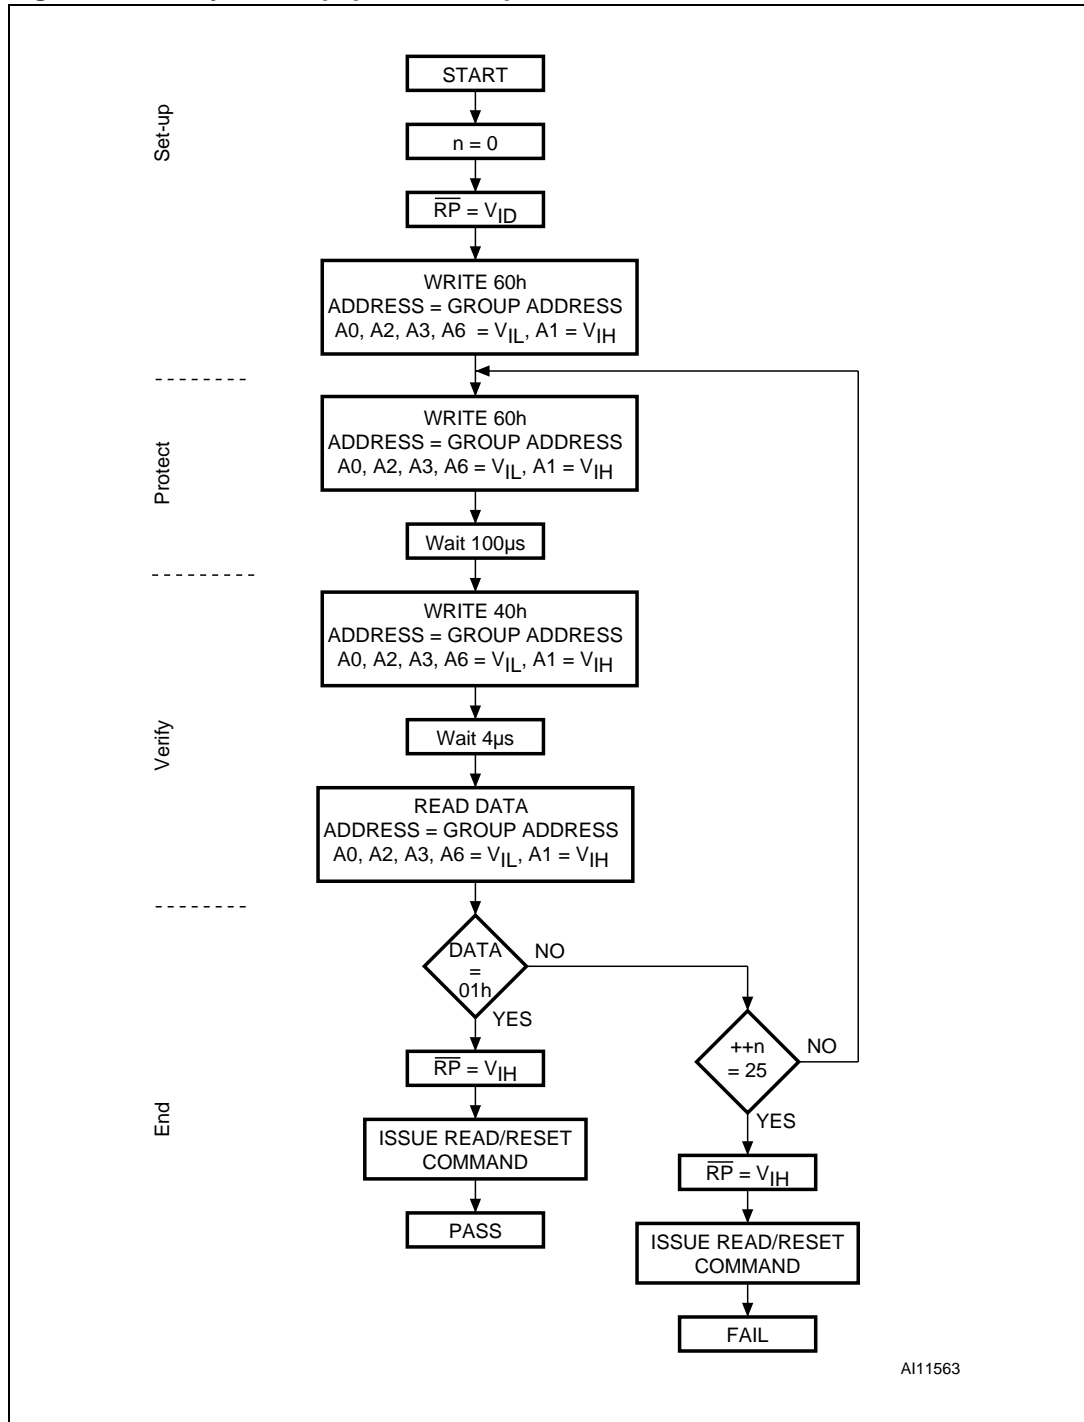 START
Set-up
n = 0
R̅P̅ = VID
WRITE 60h
ADDRESS = GROUP ADDRESS
A0, A2, A3, A6 = VIL, A1 = VIH
Protect
WRITE 60h
ADDRESS = GROUP ADDRESS
A0, A2, A3, A6 = VIL, A1 = VIH
Wait 100µs
Verify
WRITE 40h
ADDRESS = GROUP ADDRESS
A0, A2, A3, A6 = VIL, A1 = VIH
Wait 4µs
READ DATA
ADDRESS = GROUP ADDRESS
A0, A2, A3, A6 = VIL, A1 = VIH
End
DATA
=
01h
NO
YES
++n
= 25
NO
YES
R̅P̅ = VIH
ISSUE READ/RESET
COMMAND
PASS
R̅P̅ = VIH
ISSUE READ/RESET
COMMAND
FAIL
AI11563